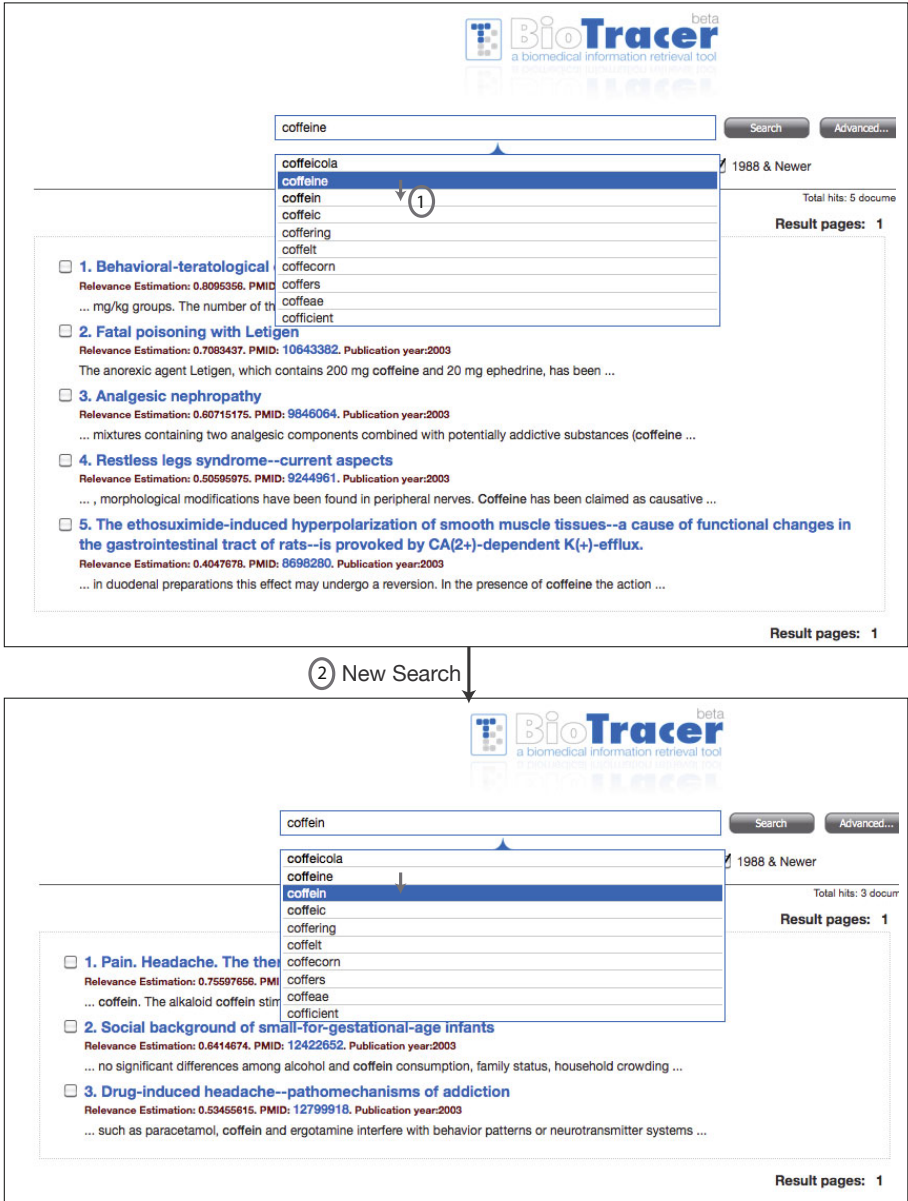 beta
BioTracer
a biomedical information retrieval tool
coffeine
Search
Advanced...
coffeicola
1988 & Newer
coffeine
coffein
1
Total hits: 5 docume
coffeic
coffering
Result pages: 1
coffelt
1. Behavioral-teratological
coffecorn
Relevance Estimation: 0.8095356. PMID
coffers
... mg/kg groups. The number of th
coffeae
cofficient
2. Fatal poisoning with Letigen
Relevance Estimation: 0.7083437. PMID: 10643382. Publication year:2003
The anorexic agent Letigen, which contains 200 mg coffeine and 20 mg ephedrine, has been ...
3. Analgesic nephropathy
Relevance Estimation: 0.60715175. PMID: 9846064. Publication year:2003
... mixtures containing two analgesic components combined with potentially addictive substances (coffeine ...
4. Restless legs syndrome--current aspects
Relevance Estimation: 0.50595975. PMID: 9244961. Publication year:2003
... , morphological modifications have been found in peripheral nerves. Coffeine has been claimed as causative ...
5. The ethosuximide-induced hyperpolarization of smooth muscle tissues--a cause of functional changes in
the gastrointestinal tract of rats--is provoked by CA(2+)-dependent K(+)-efflux.
Relevance Estimation: 0.4047678. PMID: 8698280. Publication year:2003
... in duodenal preparations this effect may undergo a reversion. In the presence of coffeine the action ...
Result pages: 1
2 New Search
beta
BioTracer
a biomedical information retrieval tool
coffein
Search
Advanced...
coffeicola
1988 & Newer
coffeine
coffein
Total hits: 3 docum
coffeic
coffering
Result pages: 1
coffelt
1. Pain. Headache. The ther
coffecorn
Relevance Estimation: 0.75597656. PMI
coffers
... coffein. The alkaloid coffein stim
coffeae
cofficient
2. Social background of small-for-gestational-age infants
Relevance Estimation: 0.6414674. PMID: 12422652. Publication year:2003
... no significant differences among alcohol and coffein consumption, family status, household crowding ...
3. Drug-induced headache--pathomechanisms of addiction
Relevance Estimation: 0.53455615. PMID: 12799918. Publication year:2003
... such as paracetamol, coffein and ergotamine interfere with behavior patterns or neurotransmitter systems ...
Result pages: 1